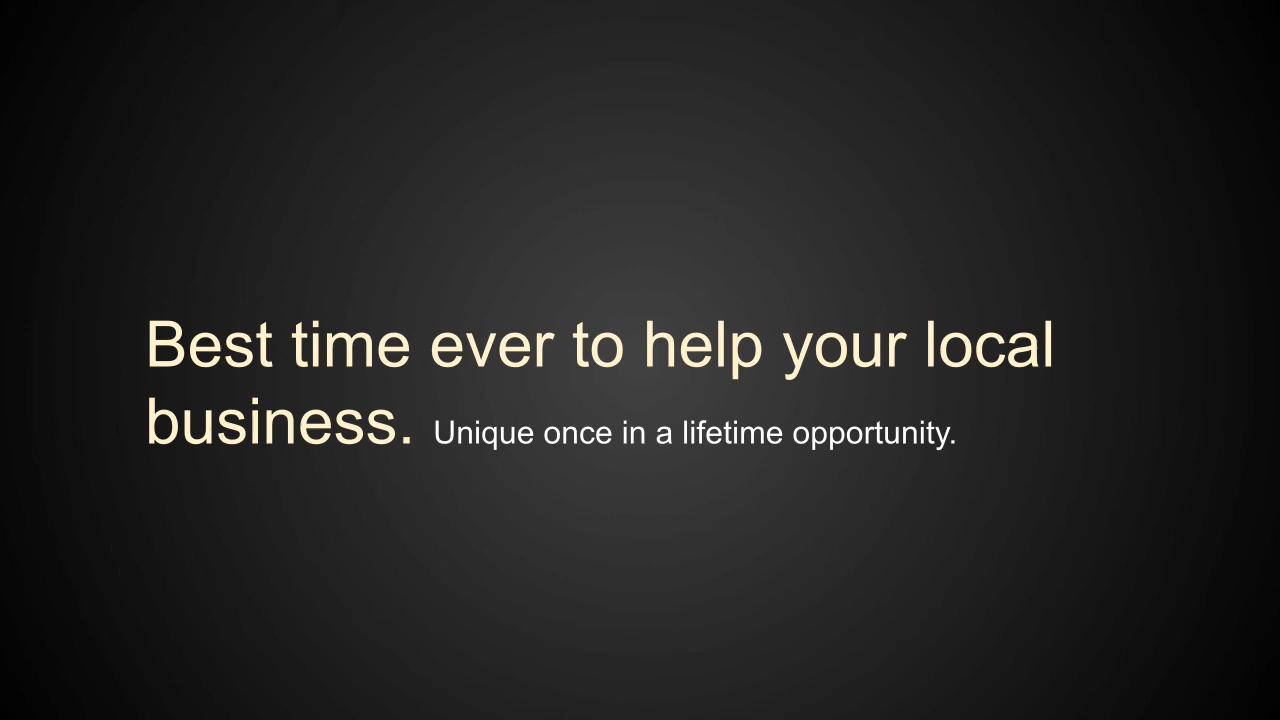 Best time ever to help your local
business. Unique once in a lifetime opportunity.